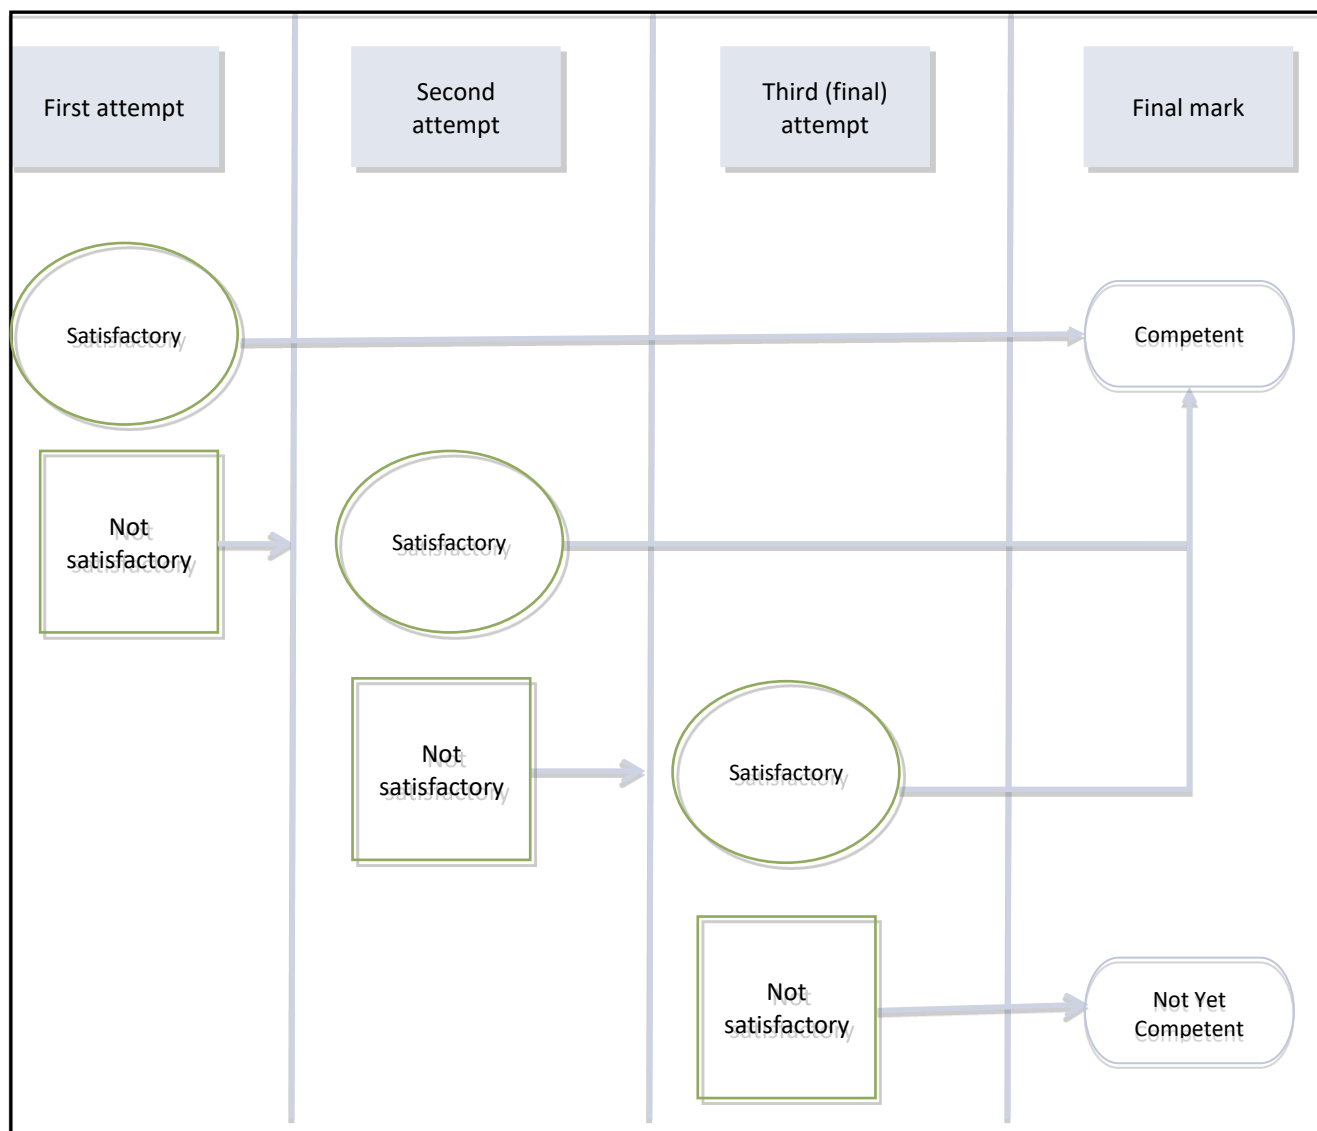 First attempt
Second
attempt
Third (final)
attempt
Final mark
Satisfactory
Competent
Not
satisfactory
Satisfactory
Not
satisfactory
Satisfactory
Not
satisfactory
Not Yet
Competent